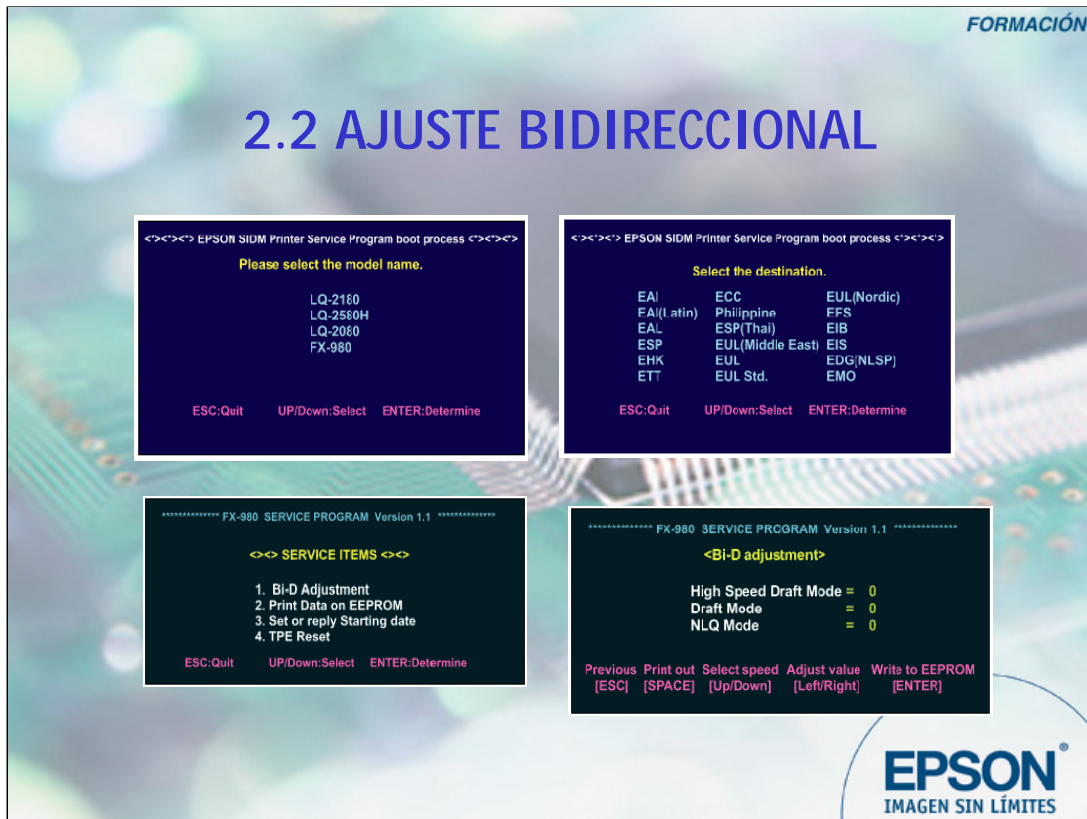 FORMACIÓN
2.2 AJUSTE BIDIRECCIONAL
<*><*><*> EPSON SIDM Printer Service Program boot process <*><*><*>
Please select the model name.
LQ-2180
LQ-2580H
LQ-2080
FX-980
ESC:Quit UP/Down:Select ENTER:Determine
<*><*><*> EPSON SIDM Printer Service Program boot process <*><*><*>
Select the destination.
EAI ECC EUL(Nordic)
EAI(Latin) Philippine EFS
EAL ESP(Thai) EIB
ESP EUL(Middle East) EIS
EHK EUL EDG(NLSP)
ETT EUL Std. EMO
ESC:Quit UP/Down:Select ENTER:Determine
************** FX-980 SERVICE PROGRAM Version 1.1 **************
<><> SERVICE ITEMS <><>
1. Bi-D Adjustment
2. Print Data on EEPROM
3. Set or reply Starting date
4. TPE Reset
ESC:Quit UP/Down:Select ENTER:Determine
************** FX-980 SERVICE PROGRAM Version 1.1 **************
<Bi-D adjustment>
High Speed Draft Mode = 0
Draft Mode = 0
NLQ Mode = 0
Previous Print out Select speed Adjust value Write to EEPROM
[ESC] [SPACE] [Up/Down] [Left/Right] [ENTER]
EPSON®
IMAGEN SIN LÍMITES